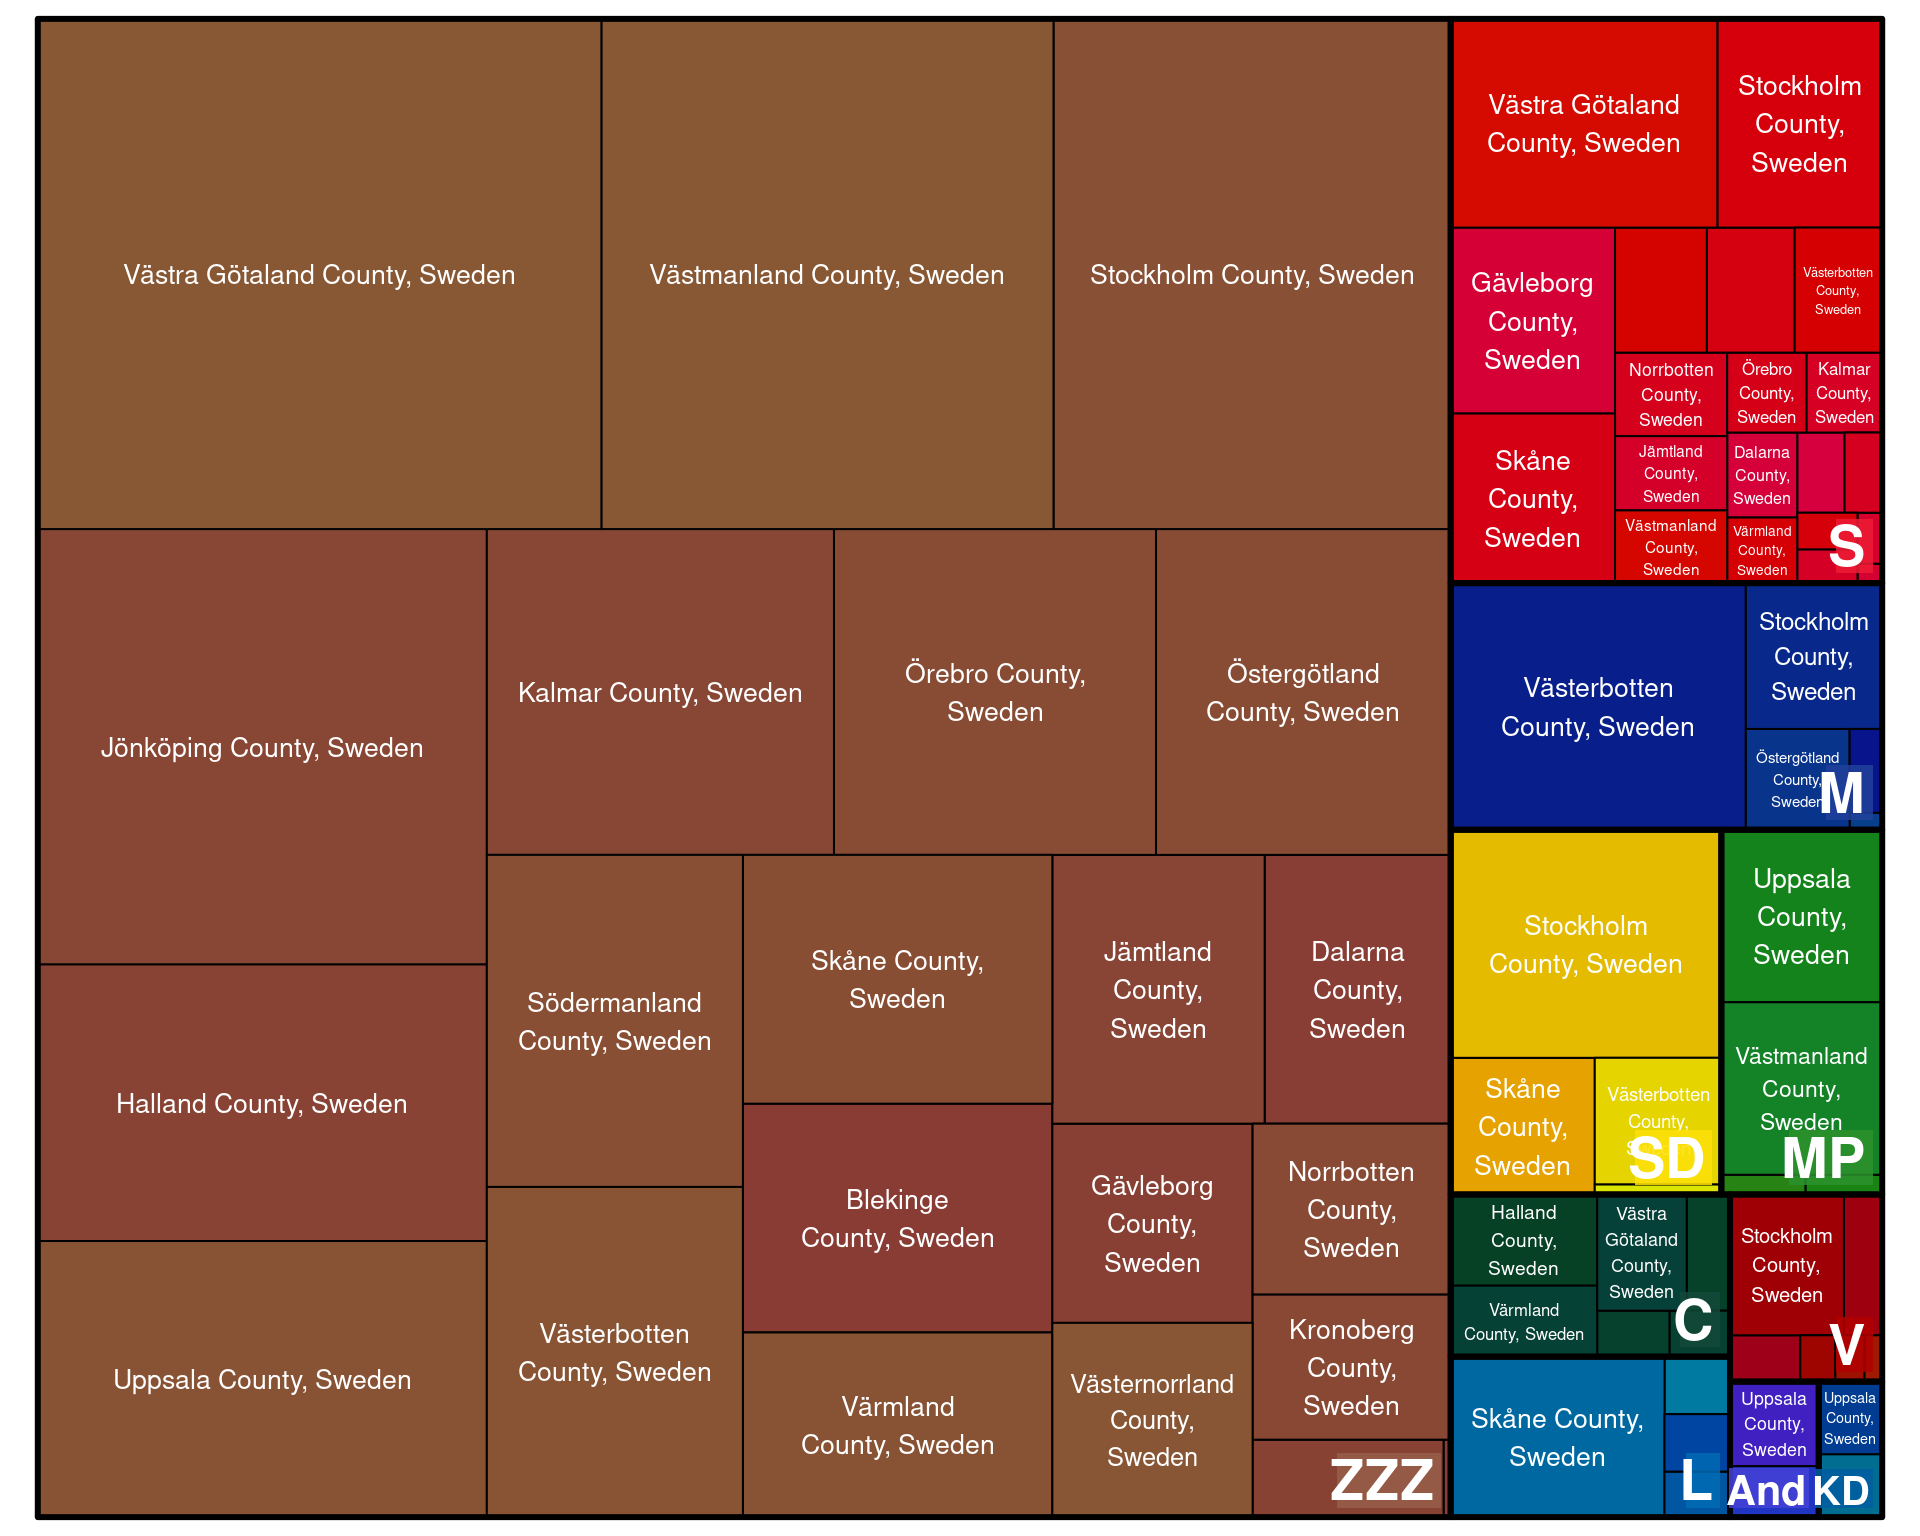 Västra Götaland County, Sweden
Västmanland County, Sweden
Stockholm County, Sweden
Jönköping County, Sweden
Kalmar County, Sweden
Örebro County,
Sweden
Östergötland
County, Sweden
Halland County, Sweden
Södermanland
County, Sweden
Skåne County,
Sweden
Jämtland
County,
Sweden
Dalarna
County,
Sweden
Blekinge
County, Sweden
Gävleborg
County,
Sweden
Norrbotten
County,
Sweden
Uppsala County, Sweden
Västerbotten
County, Sweden
Värmland
County, Sweden
Västernorrland
County,
Sweden
Kronoberg
County,
Sweden
ZZZ
Västra Götaland
County, Sweden
Stockholm
County,
Sweden
Gävleborg
County,
Sweden
Västerbotten
County,
Sweden
Skåne
County,
Sweden
Norrbotten
County,
Sweden
Örebro
County,
Sweden
Kalmar
County,
Sweden
Jämtland
County,
Sweden
Dalarna
County,
Sweden
Västmanland
County,
Sweden
Värmland
County,
Sweden
S
Västerbotten
County, Sweden
Stockholm
County,
Sweden
Östergötland
County,
Sweden
M
Stockholm
County, Sweden
Skåne
County,
Sweden
Västerbotten
County,
SD
Uppsala
County,
Sweden
Västmanland
County,
Sweden
MP
Halland
County,
Sweden
Västra
Götaland
County,
Sweden
Värmland
County, Sweden
C
Stockholm
County,
Sweden
V
Skåne County,
Sweden
L
Uppsala
County,
Sweden
And
Uppsala
County,
Sweden
KD